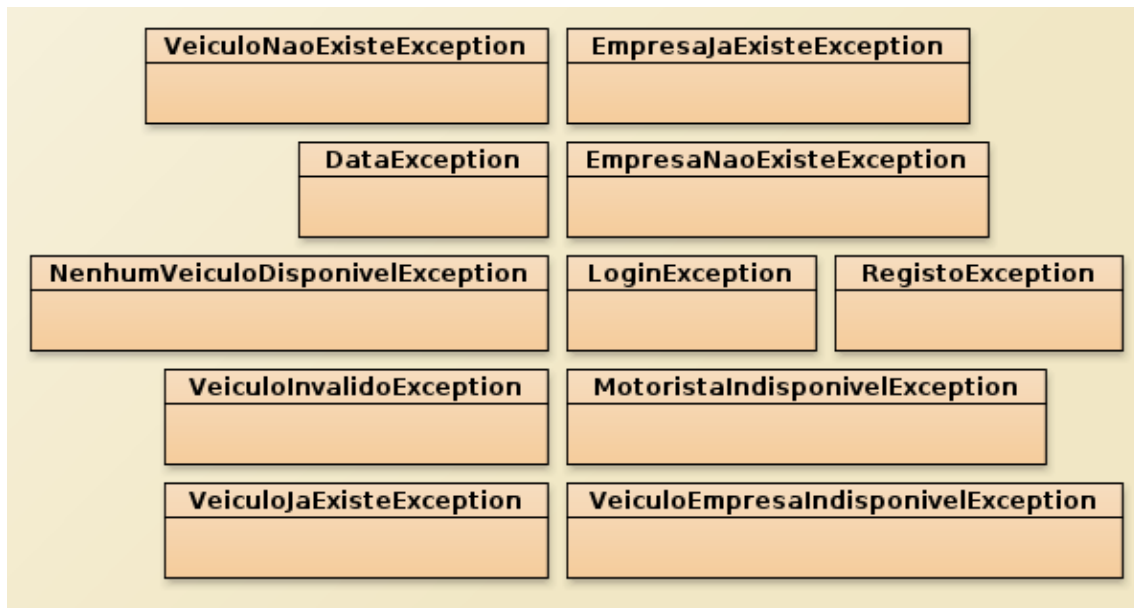 VeiculoNaoExisteException
EmpresaJaExisteException
DataException
EmpresaNaoExisteException
NenhumVeiculoDisponivelException
LoginException
RegistoException
VeiculoInvalidoException
MotoristaIndisponivelException
VeiculoJaExisteException
VeiculoEmpresaIndisponivelException